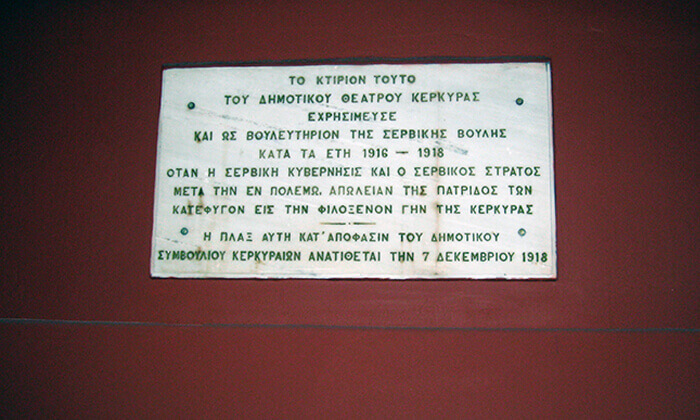 ΤΟ ΚΤΙΡΙΟΝ ΤΟΥΤΟ
ΤΟΥ ΔΗΜΟΤΙΚΟΥ ΘΕΑΤΡΟΥ ΚΕΡΚΥΡΑΣ
ΕΧΡΗΣΙΜΕΥΣΕ
ΚΑΙ ΩΣ ΒΟΥΛΕΥΤΗΡΙΟΝ ΤΗΣ ΣΕΡΒΙΚΗΣ ΒΟΥΛΗΣ
ΚΑΤΑ ΤΑ ΕΤΗ 1916 — 1918
ΟΤΑΝ Η ΣΕΡΒΙΚΗ ΚΥΒΕΡΝΗΣΙΣ ΚΑΙ Ο ΣΕΡΒΙΚΟΣ ΣΤΡΑΤΟΣ
ΜΕΤΑ ΤΗΝ ΕΝ ΠΟΛΕΜΩ, ΑΠΩΛΕΙΑΝ ΤΗΣ ΠΑΤΡΙΔΟΣ ΤΩΝ
ΚΑΤΕΦΥΓΟΝ ΕΙΣ ΤΗΝ ΦΙΛΟΞΕΝΟΝ ΓΗΝ ΤΗΣ ΚΕΡΚΥΡΑΣ
Η ΠΛΑΞ ΑΥΤΗ ΚΑΤ' ΑΠΟΦΑΣΙΝ ΤΟΥ ΔΗΜΟΤΙΚΟΥ
ΣΥΜΒΟΥΛΙΟΥ ΚΕΡΚΥΡΑΙΩΝ ΑΝΑΤΙΘΕΤΑΙ ΤΗΝ 7 ΔΕΚΕΜΒΡΙΟΥ 1918